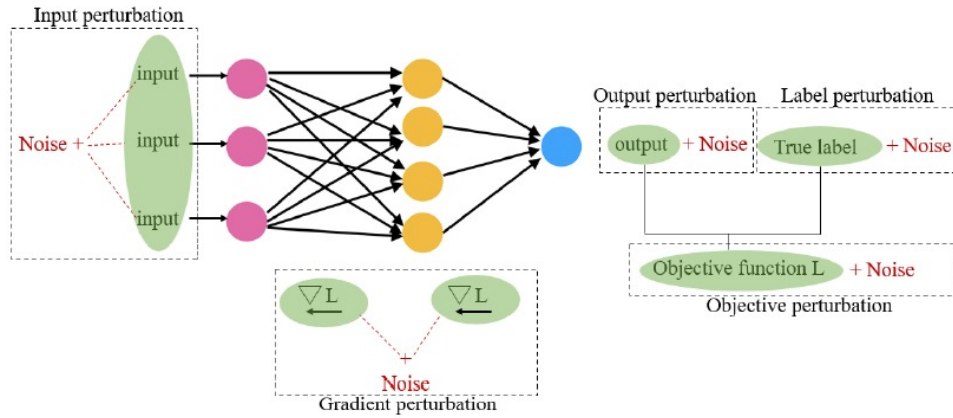 Input perturbation
input
Noise +
input
input
Output perturbation
Label perturbation
output + Noise
True label + Noise
Objective function L + Noise
Objective perturbation
▽ L
▽ L
+
Noise
Gradient perturbation